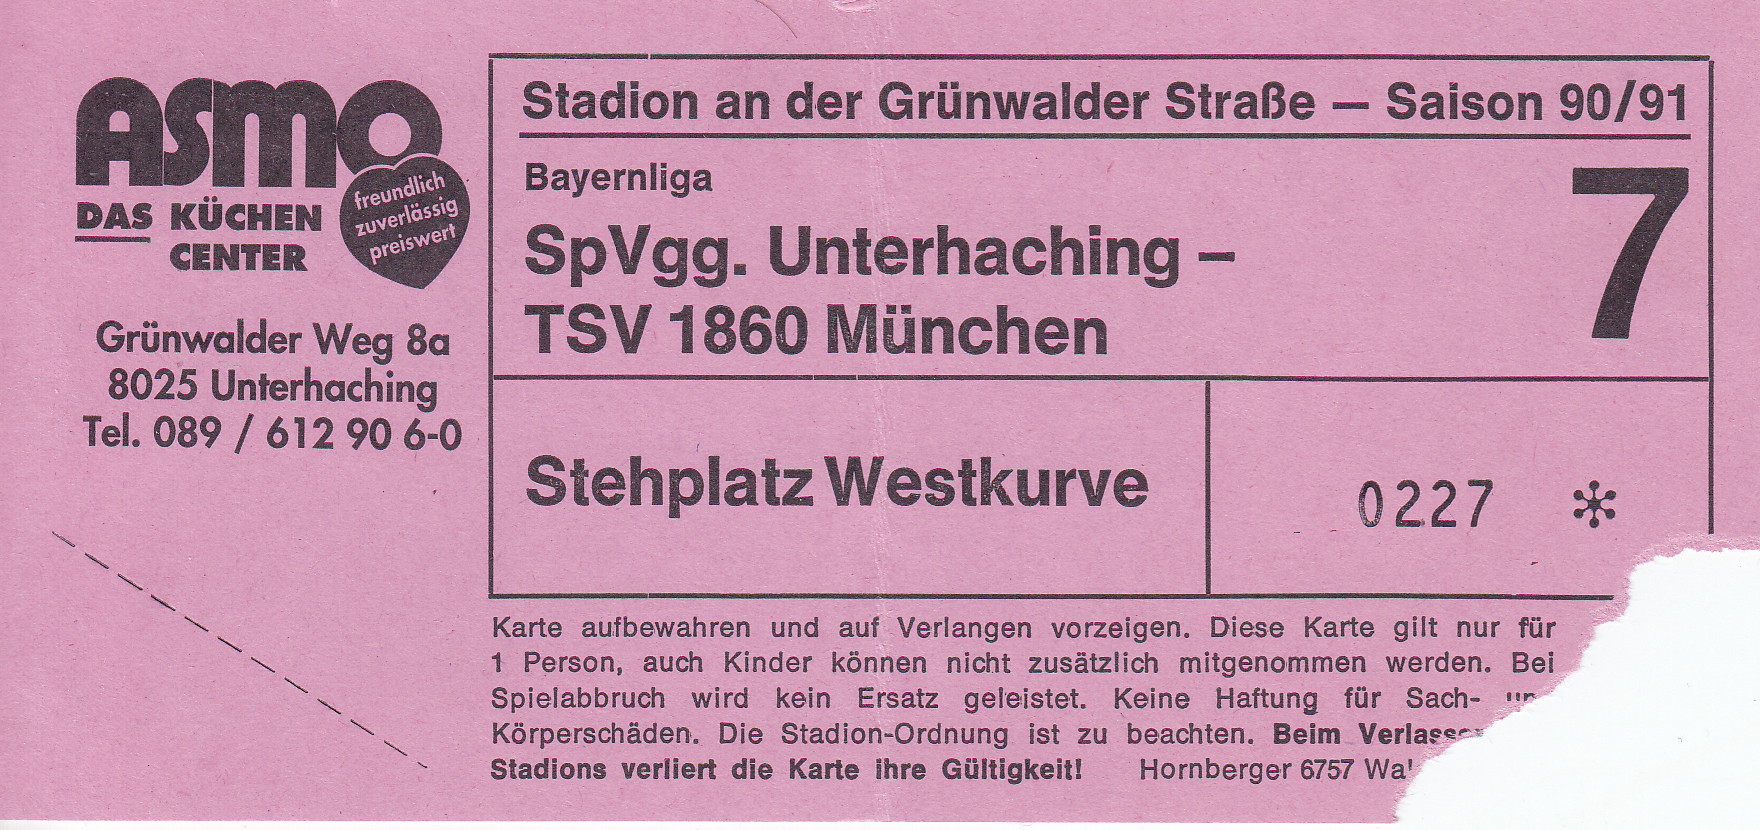 ASMO
DAS KÜCHEN
CENTER
freundlich
zuverlässig
preiswert
Grünwalder Weg 8a
8025 Unterhaching
Tel. 089 / 612 90 6-0
Stadion an der Grünwalder Straße – Saison 90/91
Bayernliga
7
SpVgg. Unterhaching –
TSV 1860 München
Stehplatz Westkurve
0227 *
Karte aufbewahren und auf Verlangen vorzeigen. Diese Karte gilt nur für
1 Person, auch Kinder können nicht zusätzlich mitgenommen werden. Bei
Spielabbruch wird kein Ersatz geleistet. Keine Haftung für Sach-
Körperschäden. Die Stadion-Ordnung ist zu beachten. Beim
Stadions verliert die Karte ihre Gültigkeit! Hornberger 6757